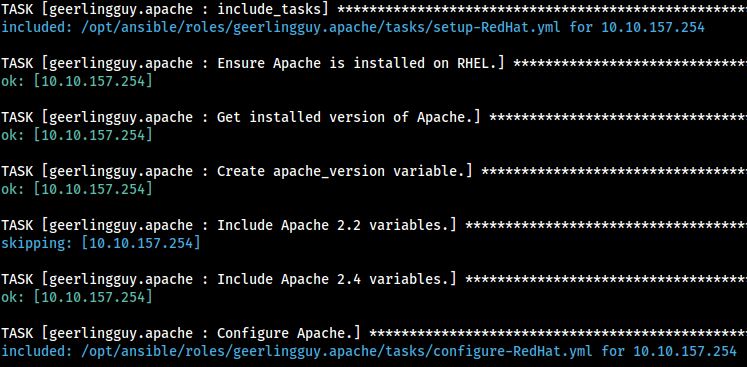 TASK [geerlingguy.apache : include_tasks] ***************************************************
included: /opt/ansible/roles/geerlingguy.apache/tasks/setup-RedHat.yml for 10.10.157.254
TASK [geerlingguy.apache : Ensure Apache is installed on RHEL.] *****************************
ok: [10.10.157.254]
TASK [geerlingguy.apache : Get installed version of Apache.] ********************************
ok: [10.10.157.254]
TASK [geerlingguy.apache : Create apache_version variable.] *********************************
ok: [10.10.157.254]
TASK [geerlingguy.apache : Include Apache 2.2 variables.] ***********************************
skipping: [10.10.157.254]
TASK [geerlingguy.apache : Include Apache 2.4 variables.] ***********************************
ok: [10.10.157.254]
TASK [geerlingguy.apache : Configure Apache.] ***********************************************
included: /opt/ansible/roles/geerlingguy.apache/tasks/configure-RedHat.yml for 10.10.157.254